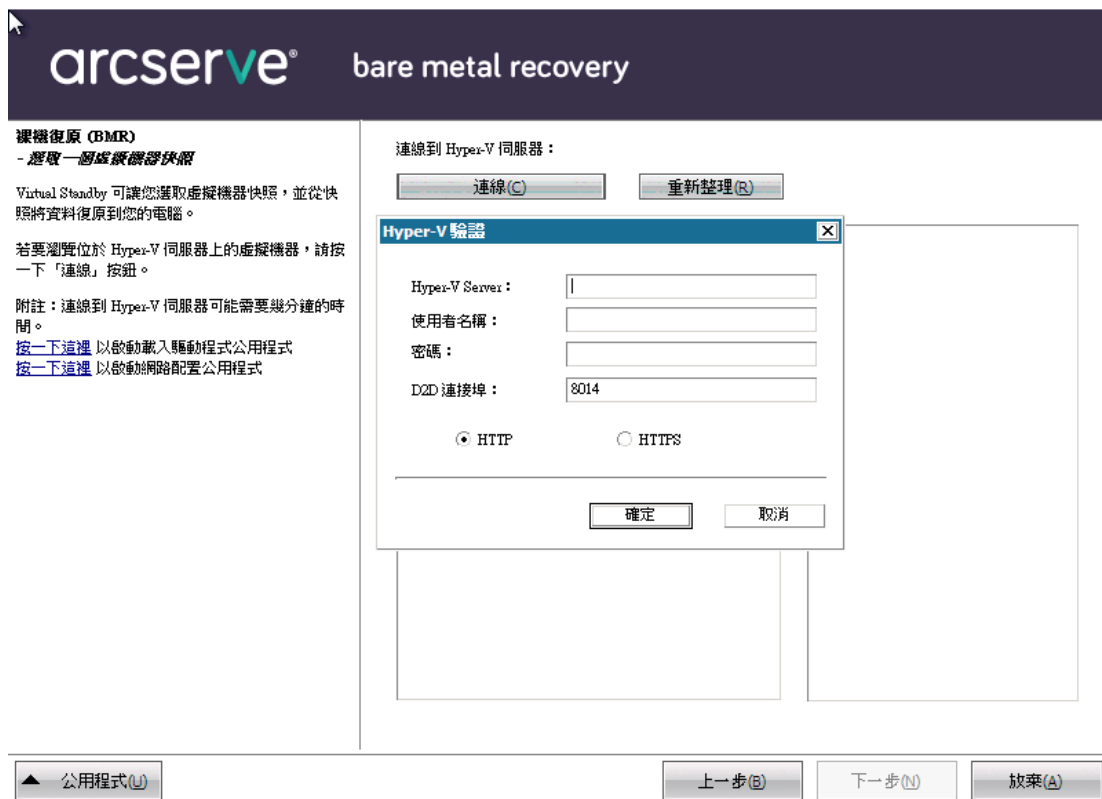 arcserve® bare metal recovery
裸機復原 (BMR)
- 選取一個虛擬機器快照
Virtual Standby 可讓您選取虛擬機器快照，並從快
照將資料復原到您的電腦。
若要瀏覽位於 Hyper-V 伺服器上的虛擬機器，請按
一下「連線」按鈕。
附註：連線到 Hyper-V 伺服器可能需要幾分鐘的時
間。
按一下這裡 以啟動載入驅動程式公用程式
按一下這裡 以啟動網路配置公用程式
連線到 Hyper-V 伺服器：
連線(C) 重新整理(R)
Hyper-V 驗證
Hyper-V Server：
使用者名稱：
密碼：
D2D 連接埠： 8014
HTTP HTTPS
確定 取消
公用程式(U) 上一步(B) 下一步(N) 放棄(A)